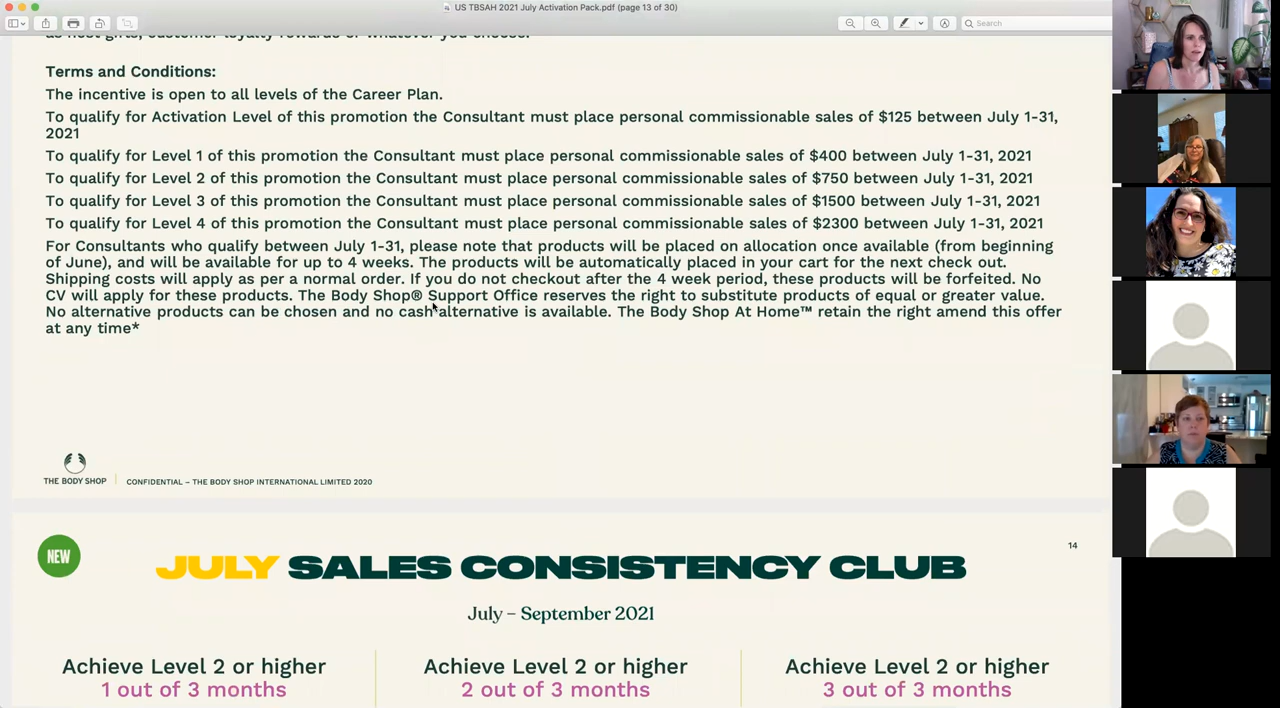 US TBSAH 2021 July Activation Pack.pdf (page 13 of 30)
Search
as host gifts, customer loyalty rewards or whatever you choose.
Terms and Conditions:
The incentive is open to all levels of the Career Plan.
To qualify for Activation Level of this promotion the Consultant must place personal commissionable sales of $125 between July 1-31,
2021
To qualify for Level 1 of this promotion the Consultant must place personal commissionable sales of $400 between July 1-31, 2021
To qualify for Level 2 of this promotion the Consultant must place personal commissionable sales of $750 between July 1-31, 2021
To qualify for Level 3 of this promotion the Consultant must place personal commissionable sales of $1500 between July 1-31, 2021
To qualify for Level 4 of this promotion the Consultant must place personal commissionable sales of $2300 between July 1-31, 2021
For Consultants who qualify between July 1-31, please note that products will be placed on allocation once available (from beginning
of June), and will be available for up to 4 weeks. The products will be automatically placed in your cart for the next check out.
Shipping costs will apply as per a normal order. If you do not checkout after the 4 week period, these products will be forfeited. No
CV will apply for these products. The Body Shop® Support Office reserves the right to substitute products of equal or greater value.
No alternative products can be chosen and no cash alternative is available. The Body Shop At Home™ retain the right amend this offer
at any time*
THE BODY SHOP
CONFIDENTIAL – THE BODY SHOP INTERNATIONAL LIMITED 2020
14
NEW
JULY SALES CONSISTENCY CLUB
July – September 2021
Achieve Level 2 or higher
1 out of 3 months
Achieve Level 2 or higher
2 out of 3 months
Achieve Level 2 or higher
3 out of 3 months